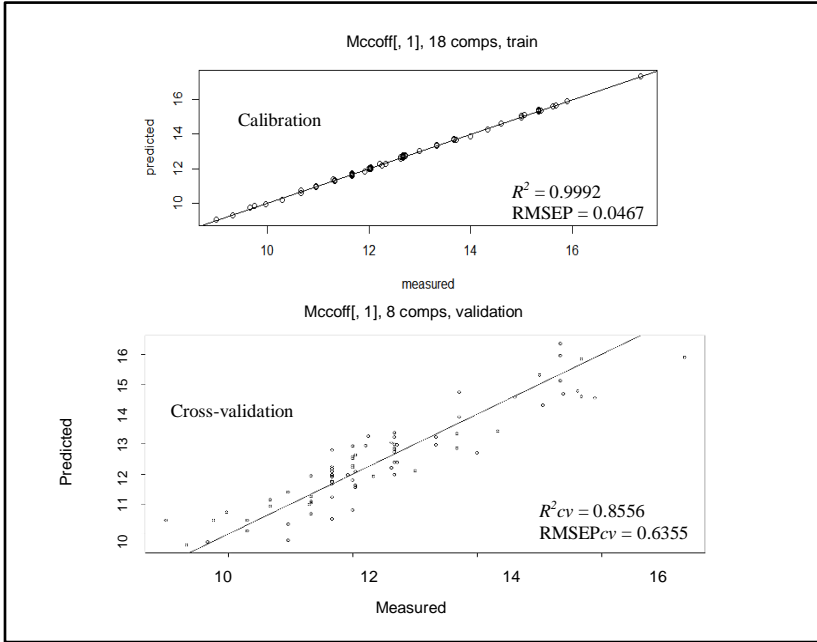 Mccoff[, 1], 18 comps, train
16
14
12
10
predicted
Calibration
R² = 0.9992
RMSEP = 0.0467
10 12 14 16
measured
Mccoff[, 1], 8 comps, validation
16
15
14
13
12
11
10
Predicted
Cross-validation
R²cv = 0.8556
RMSEPcv = 0.6355
10 12 14 16
Measured